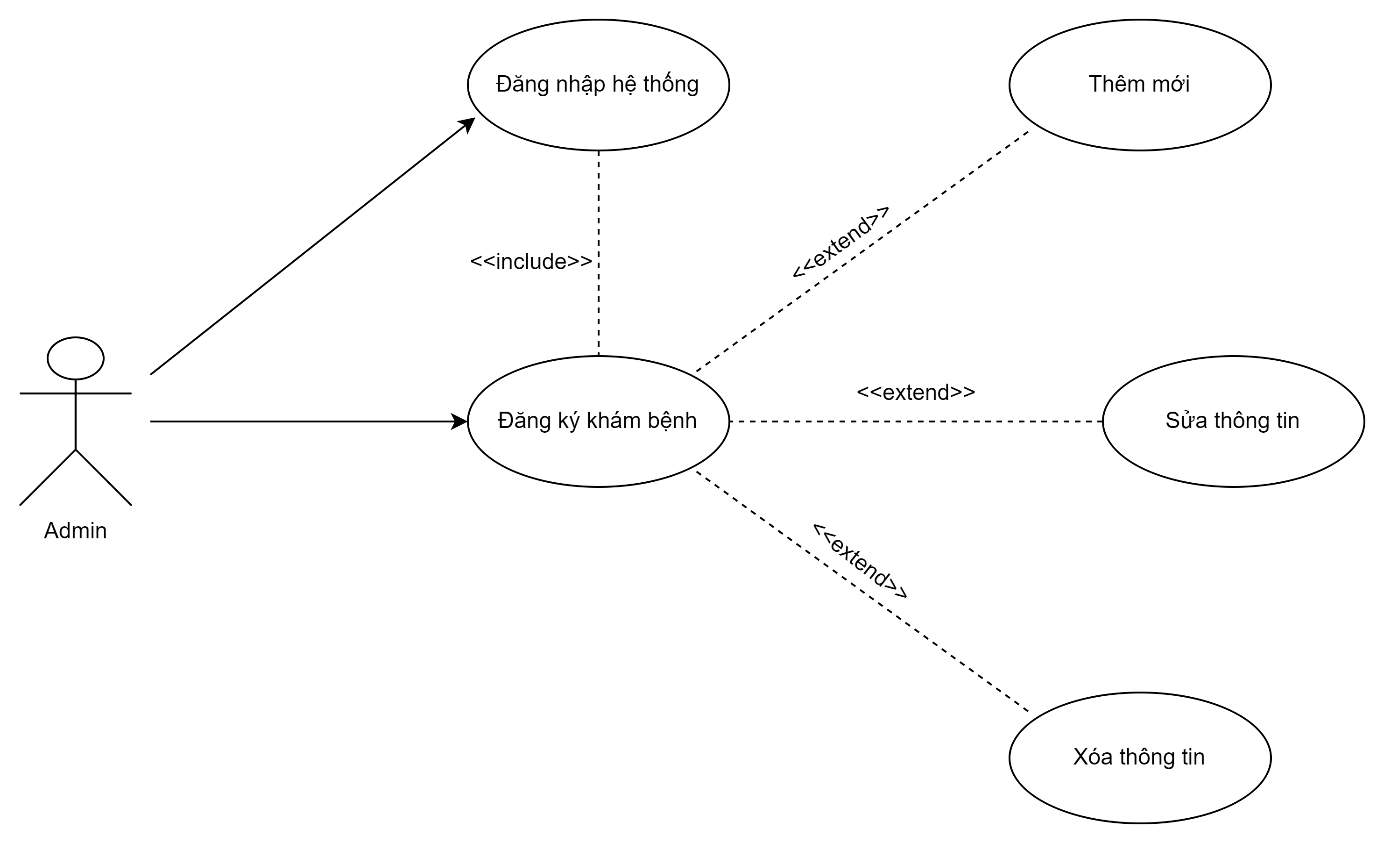 Đăng nhập hệ thống
Thêm mới
<<extend>>
<<include>>
<<extend>>
Đăng ký khám bệnh
Sửa thông tin
Admin
<<extend>>
Xóa thông tin